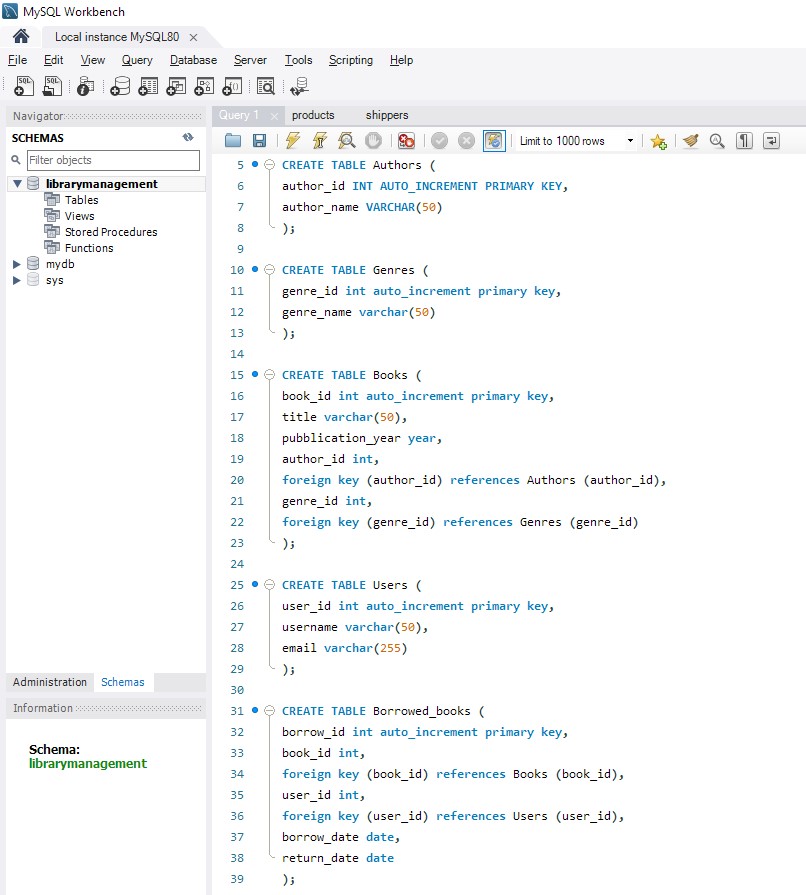 MySQL Workbench
Local instance MySQL80
File Edit View Query Database Server Tools Scripting Help
Navigator
SCHEMAS
Filter objects
librarymanagement
Tables
Views
Stored Procedures
Functions
mydb
sys
Administration Schemas
Information
Schema:
librarymanagement
Query 1 products shippers
Limit to 1000 rows
5 CREATE TABLE Authors (
6 author_id INT AUTO_INCREMENT PRIMARY KEY,
7 author_name VARCHAR(50)
8 );
9
10 CREATE TABLE Genres (
11 genre_id int auto_increment primary key,
12 genre_name varchar(50)
13 );
14
15 CREATE TABLE Books (
16 book_id int auto_increment primary key,
17 title varchar(50),
18 pubblication_year year,
19 author_id int,
20 foreign key (author_id) references Authors (author_id),
21 genre_id int,
22 foreign key (genre_id) references Genres (genre_id)
23 );
24
25 CREATE TABLE Users (
26 user_id int auto_increment primary key,
27 username varchar(50),
28 email varchar(255)
29 );
30
31 CREATE TABLE Borrowed_books (
32 borrow_id int auto_increment primary key,
33 book_id int,
34 foreign key (book_id) references Books (book_id),
35 user_id int,
36 foreign key (user_id) references Users (user_id),
37 borrow_date date,
38 return_date date
39 );